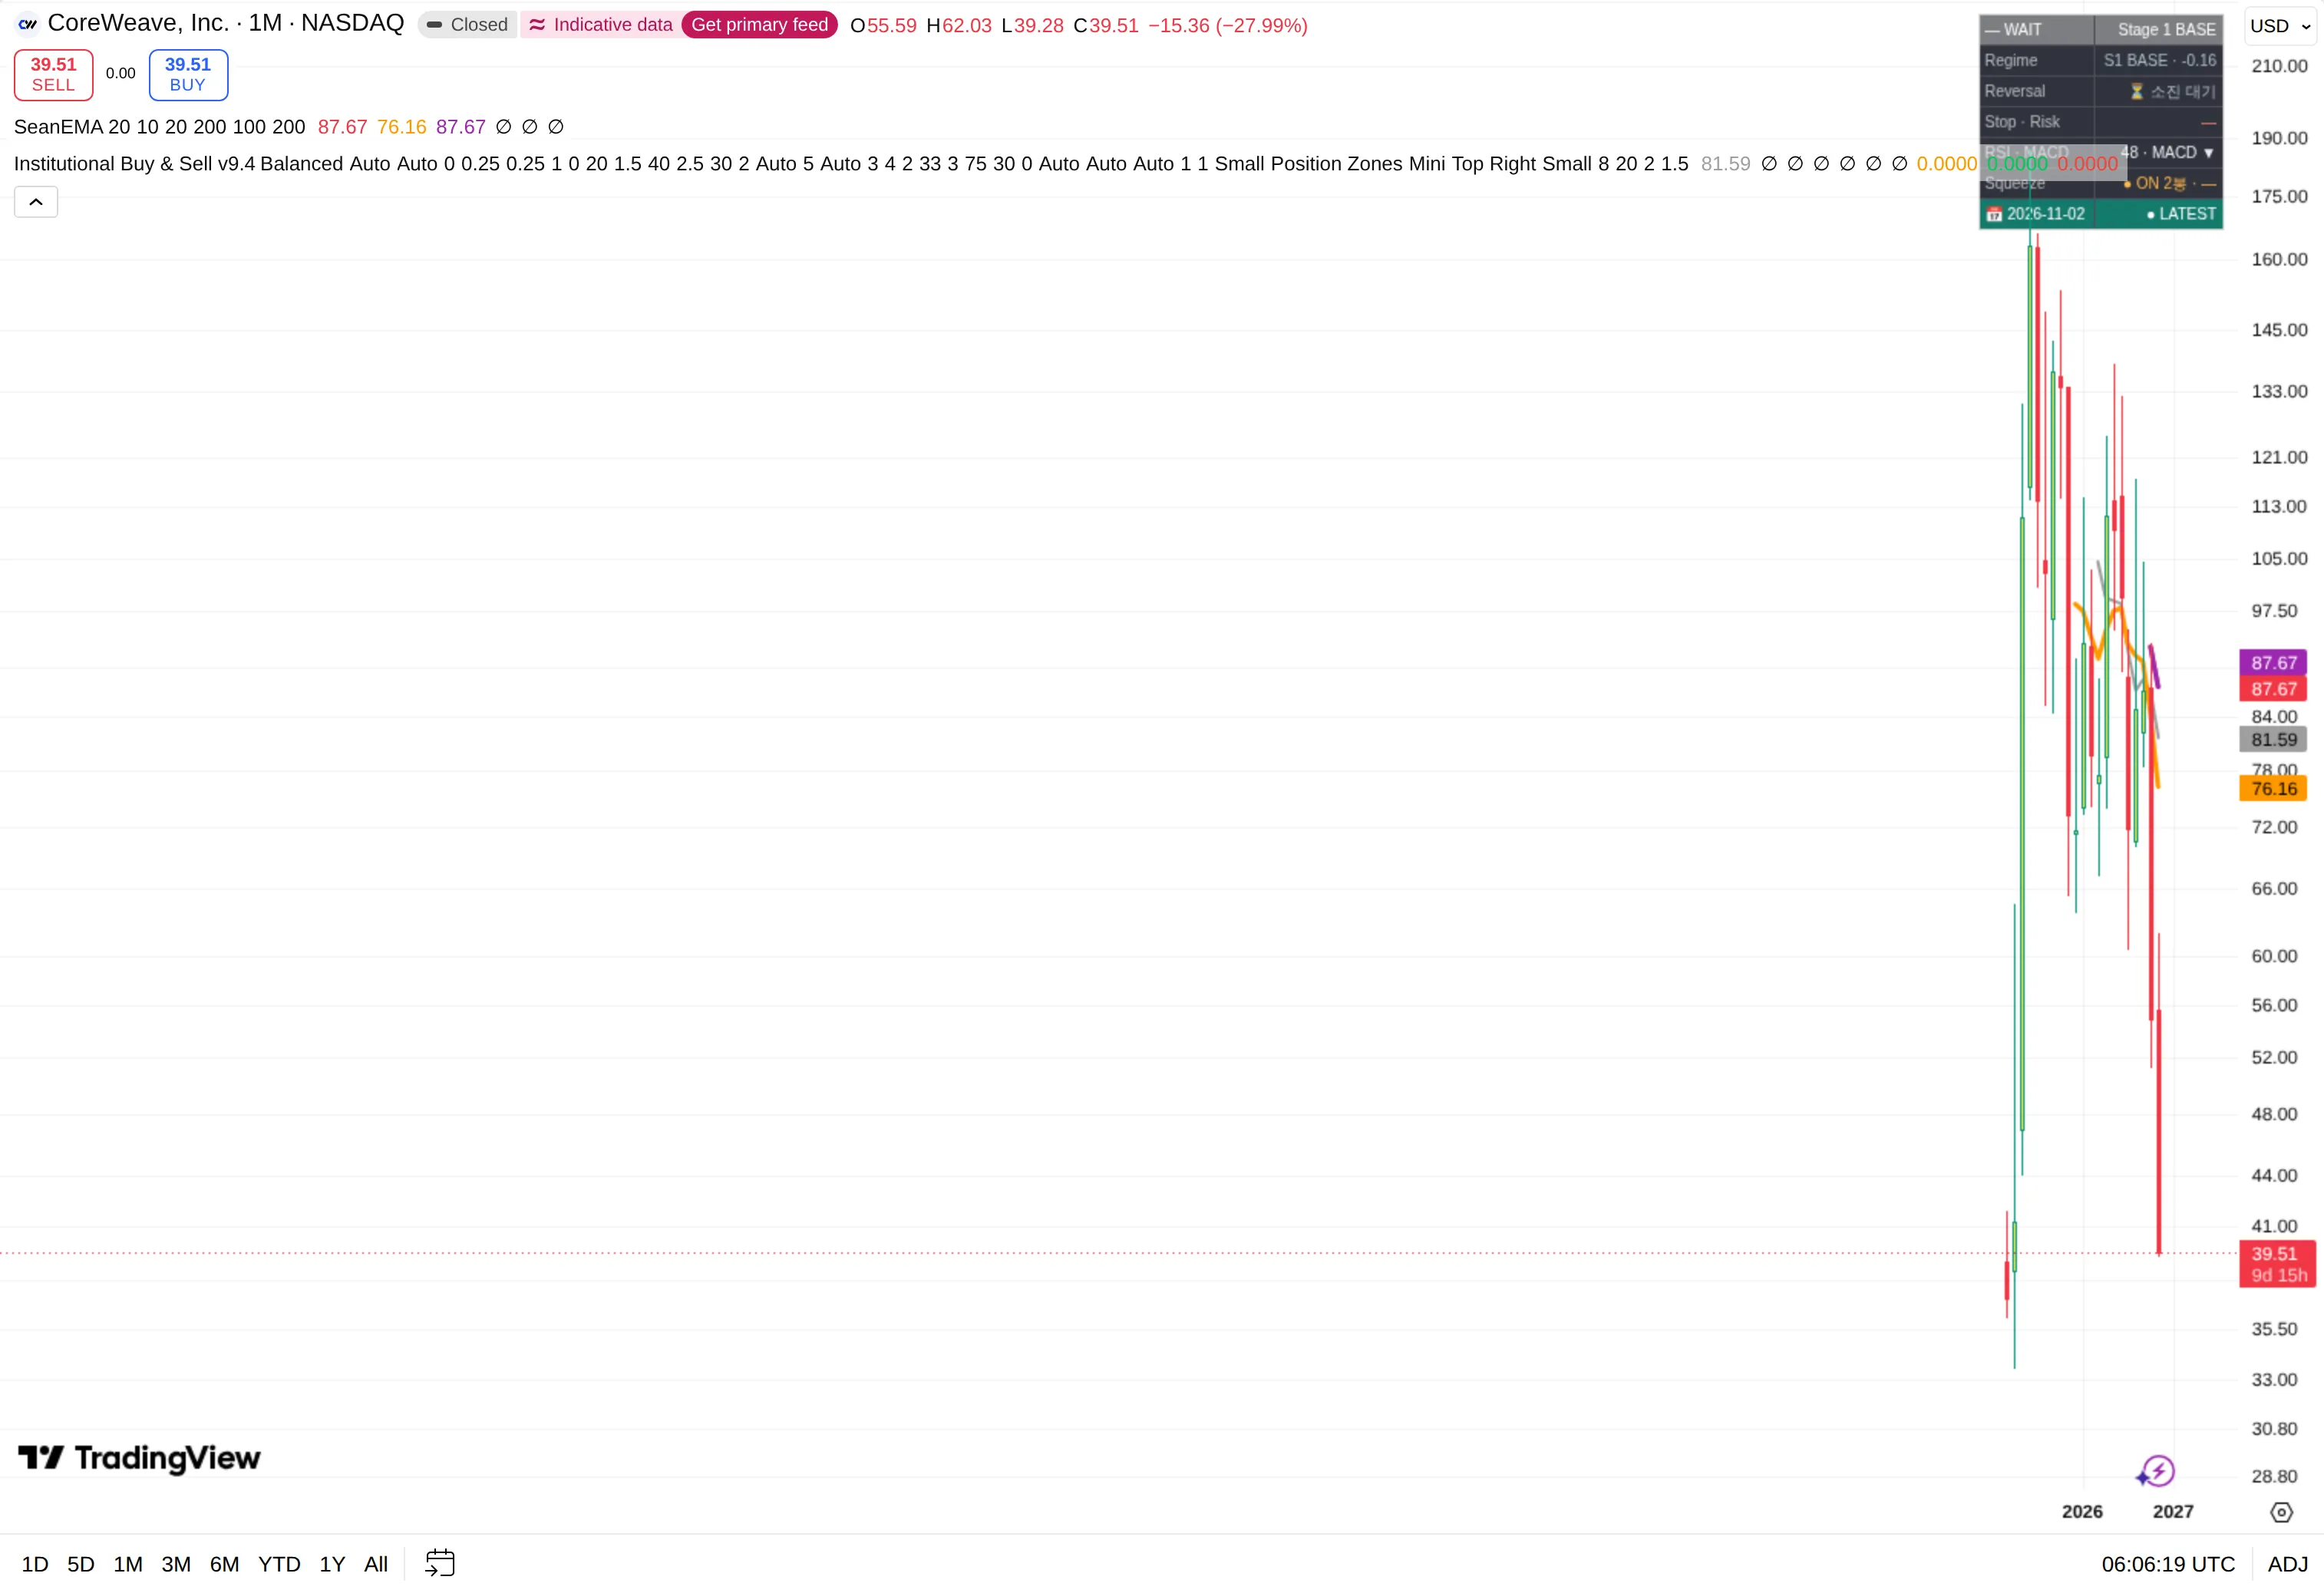 CW CoreWeave, Inc. · 1M · NASDAQ Closed Indicative data Get primary feed O55.59 H62.03 L39.28 C39.51 −15.36 (−27.99%)
39.51 SELL 0.00 39.51 BUY
SeanEMA 20 10 20 200 100 200 87.67 76.16 87.67 ∅ ∅ ∅
Institutional Buy & Sell v9.4 Balanced Auto Auto 0 0.25 0.25 1 0 20 1.5 40 2.5 30 2 Auto 5 Auto 3 4 2 33 3 75 30 0 Auto Auto Auto 1 1 Small Position Zones Mini Top Right Small 8 20 2 1.5 81.59 ∅ ∅ ∅ ∅ ∅ ∅ 0.0000 0.0000 0.0000
— WAIT Stage 1 BASE
Regime S1 BASE · -0.16
Reversal ⏳ 소진 대기
Stop · Risk —
RSI · MACD 48 · MACD ▼
Squeeze ● ON 2봉 · —
📅 2026-11-02 ● LATEST
USD
210.00
190.00
175.00
160.00
145.00
133.00
121.00
113.00
105.00
97.50
87.67
87.67
84.00
81.59
78.00
76.16
72.00
66.00
60.00
56.00
52.00
48.00
44.00
41.00
39.51
9d 15h
35.50
33.00
30.80
28.80
TradingView
2026 2027
1D 5D 1M 3M 6M YTD 1Y All 06:06:19 UTC ADJ